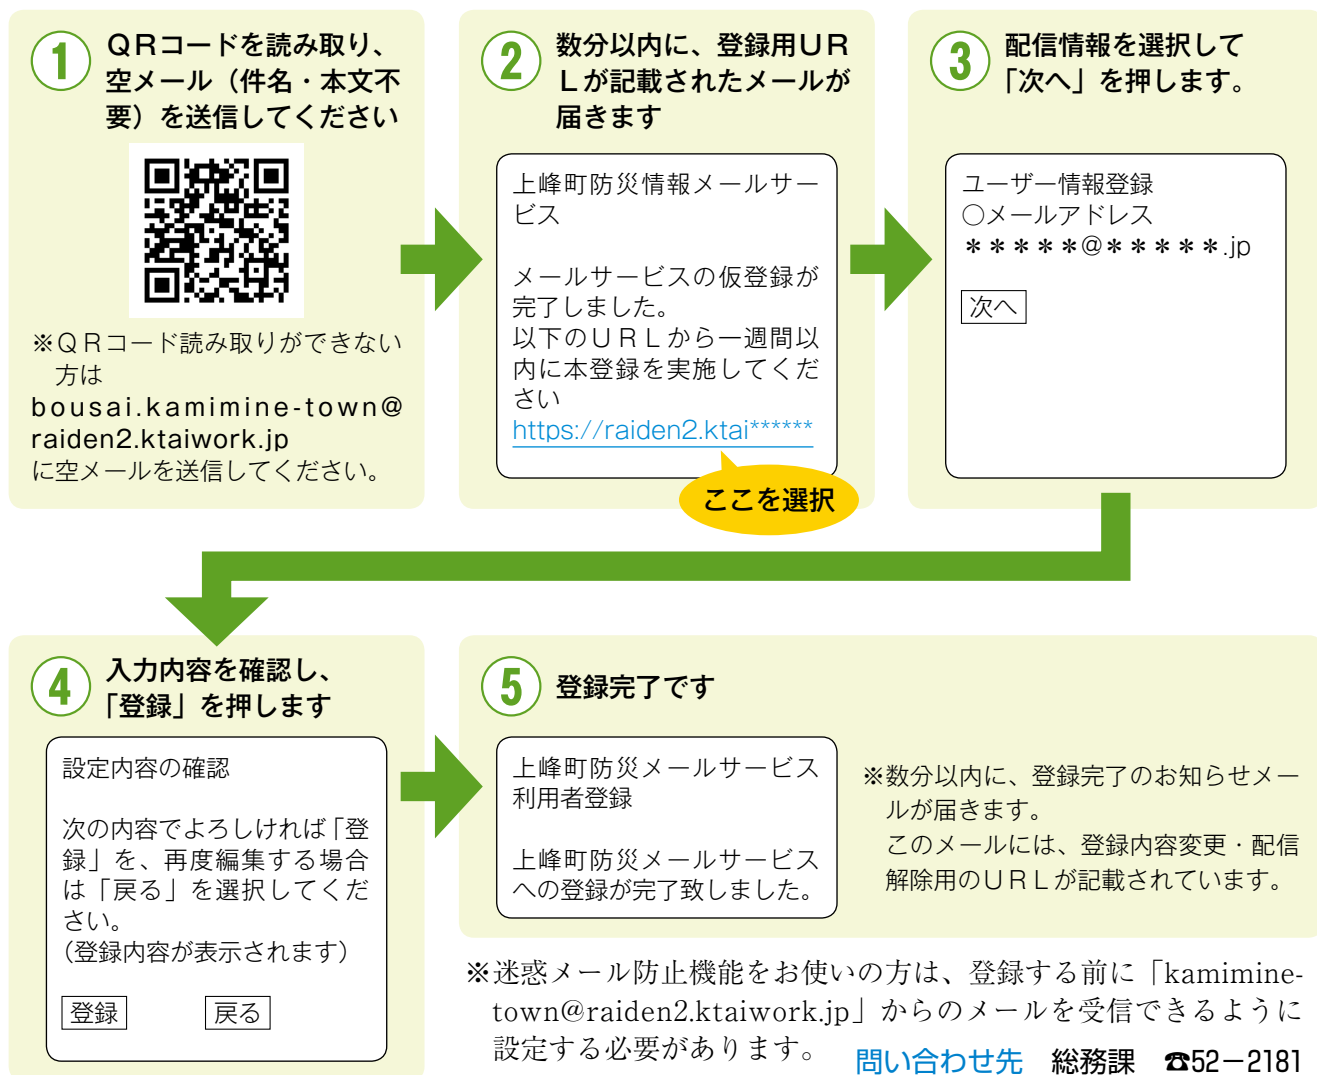 1
QRコードを読み取り、
空メール（件名・本文不
要）を送信してください
※QRコード読み取りができない
方は
bousai.kamimine-town@
raiden2.ktaiwork.jp
に空メールを送信してください。
2
数分以内に、登録用UR
Lが記載されたメールが
届きます
上峰町防災情報メールサー
ビス
メールサービスの仮登録が
完了しました。
以下のURLから一週間以
内に本登録を実施してくだ
さい
https://raiden2.ktai******
ここを選択
3
配信情報を選択して
「次へ」を押します。
ユーザー情報登録
○メールアドレス
＊＊＊＊＊@＊＊＊＊＊.jp
次へ
4
入力内容を確認し、
「登録」を押します
設定内容の確認
次の内容でよろしければ「登
録」を、再度編集する場合
は「戻る」を選択してくだ
さい。
（登録内容が表示されます）
登録 戻る
5
登録完了です
上峰町防災メールサービス
利用者登録
上峰町防災メールサービス
への登録が完了致しました。
※数分以内に、登録完了のお知らせメー
ルが届きます。
このメールには、登録内容変更・配信
解除用のURLが記載されています。
※迷惑メール防止機能をお使いの方は、登録する前に「kamimine-
town@raiden2.ktaiwork.jp」からのメールを受信できるように
設定する必要があります。
問い合わせ先 総務課 ☎52－2181